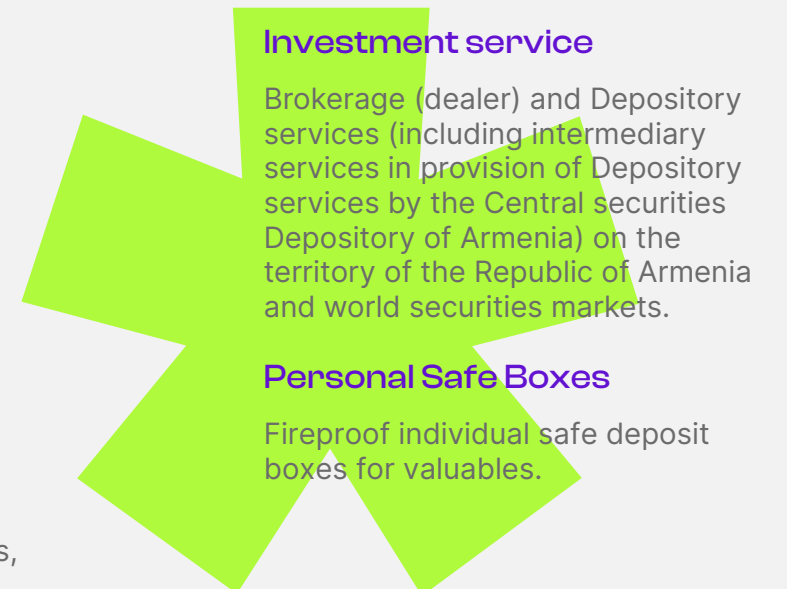 Investment service
Brokerage (dealer) and Depository
services (including intermediary
services in provision of Depository
services by the Central securities
Depository of Armenia) on the
territory of the Republic of Armenia
and world securities markets.
Personal Safe Boxes
Fireproof individual safe deposit
boxes for valuables.
s,